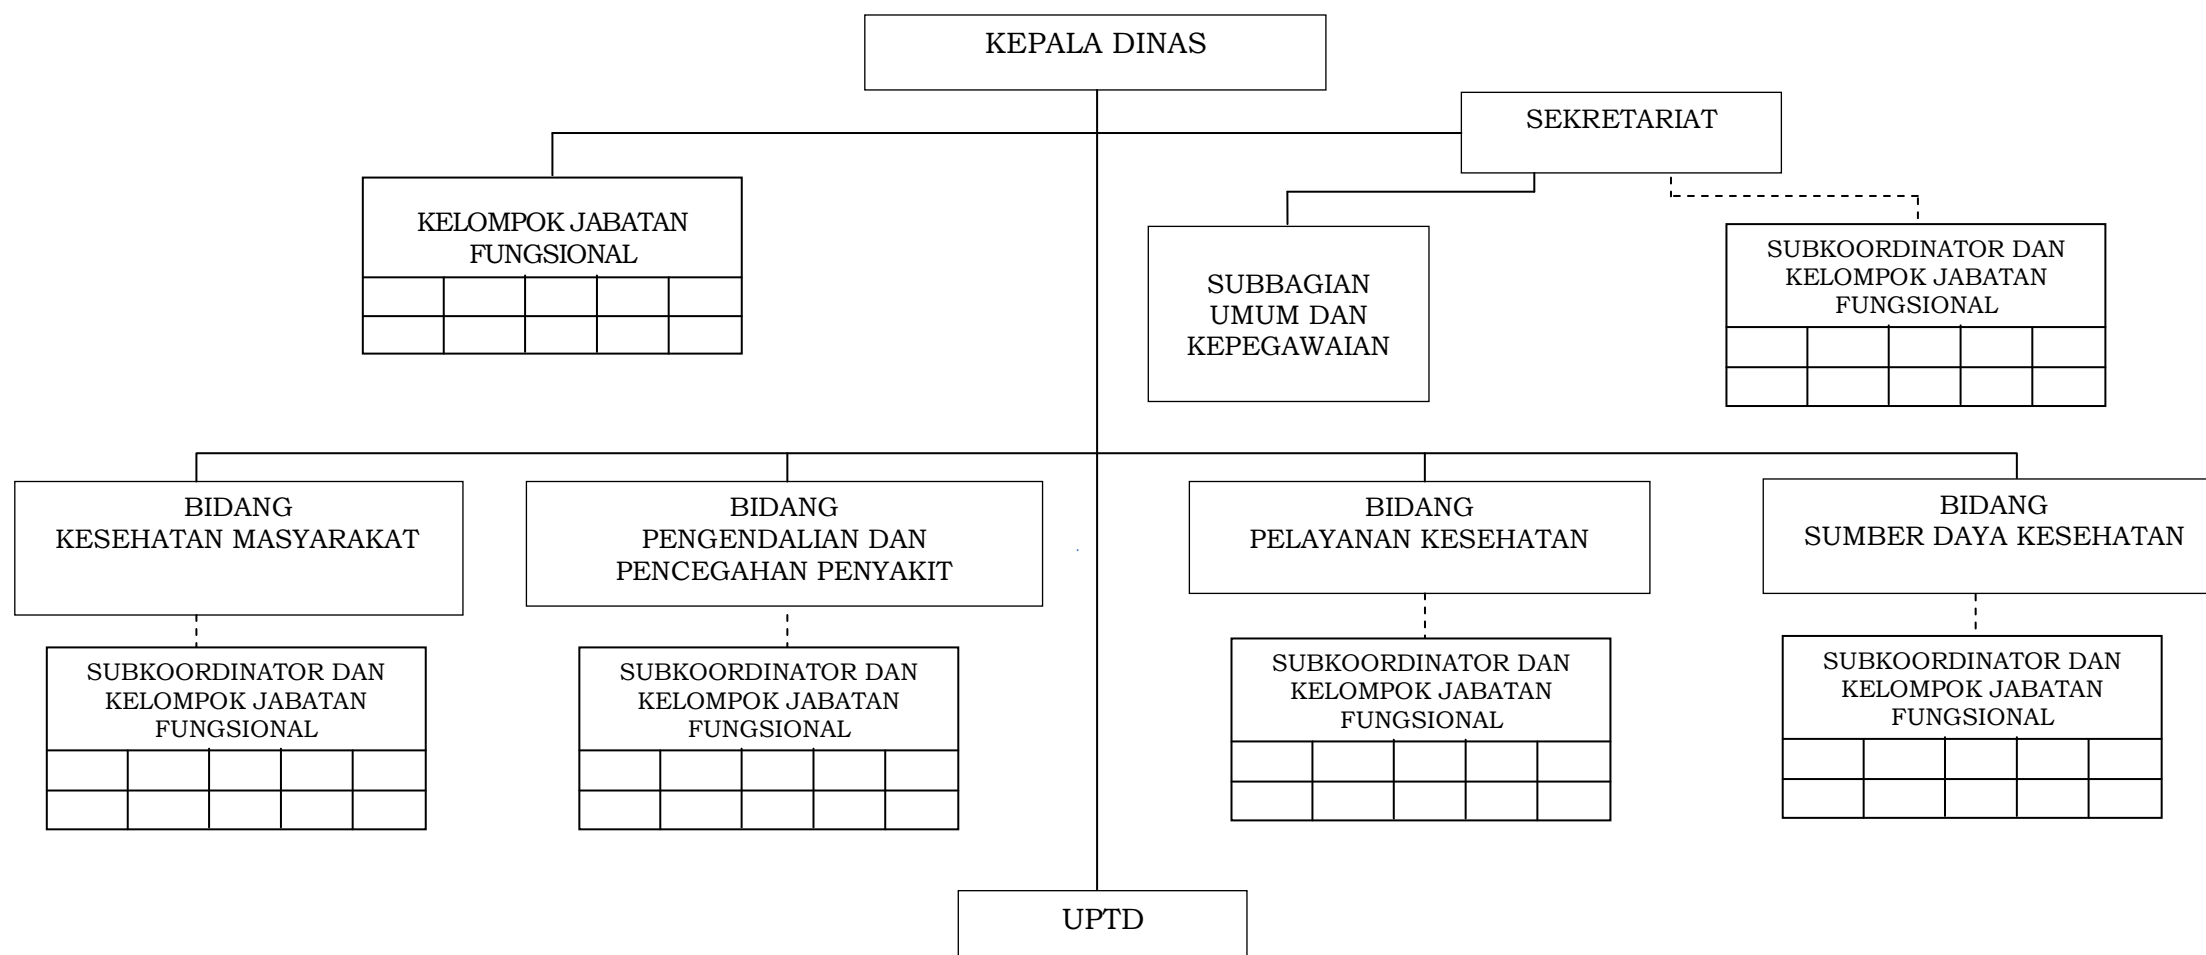 KEPALA DINAS
SEKRETARIAT
KELOMPOK JABATAN
FUNGSIONAL
SUBBAGIAN
UMUM DAN
KEPEGAWAIAN
SUBKOORDINATOR DAN
KELOMPOK JABATAN
FUNGSIONAL
BIDANG
KESEHATAN MASYARAKAT
BIDANG
PENGENDALIAN DAN
PENCEGAHAN PENYAKIT
BIDANG
PELAYANAN KESEHATAN
BIDANG
SUMBER DAYA KESEHATAN
SUBKOORDINATOR DAN
KELOMPOK JABATAN
FUNGSIONAL
SUBKOORDINATOR DAN
KELOMPOK JABATAN
FUNGSIONAL
SUBKOORDINATOR DAN
KELOMPOK JABATAN
FUNGSIONAL
SUBKOORDINATOR DAN
KELOMPOK JABATAN
FUNGSIONAL
UPTD